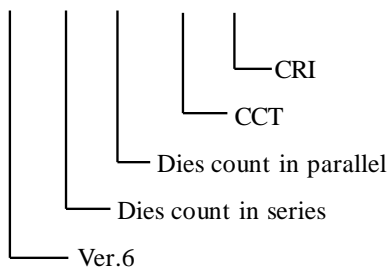 CRI
CCT
Dies count in parallel
Dies count in series
Ver.6